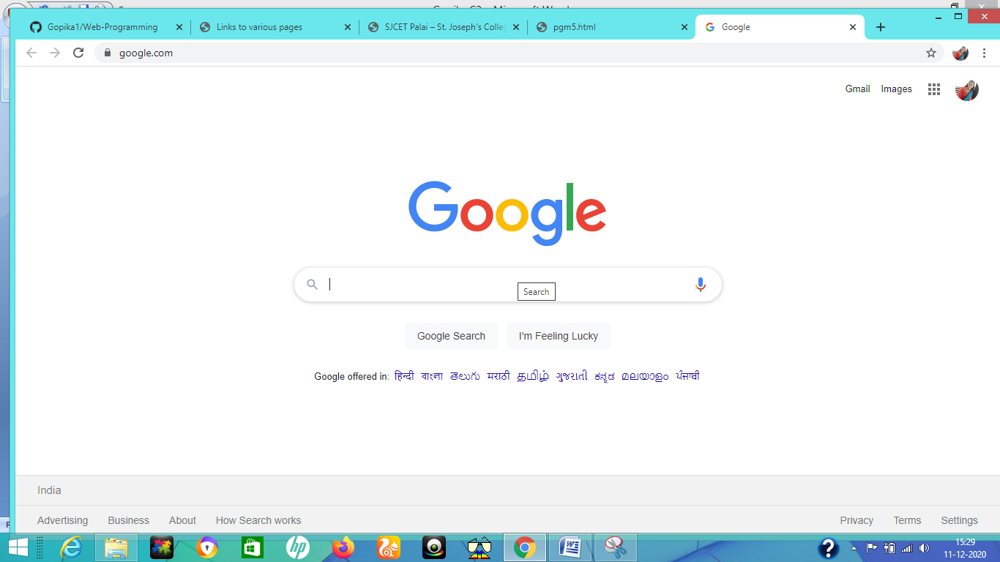 Gopika1/Web-Programming
Links to various pages
SJCET Palai – St. Joseph's Colleg
pgm5.html
Google
google.com
Gmail Images
Google
Search
Google Search
I'm Feeling Lucky
Google offered in: हिन्दी বাংলা తెలుగు मराठी தமிழ் ગુજરાતી ಕನ್ನಡ മലയാളം ਪੰਜਾਬੀ
India
Advertising Business About How Search works
Privacy Terms Settings
15:29
11-12-2020